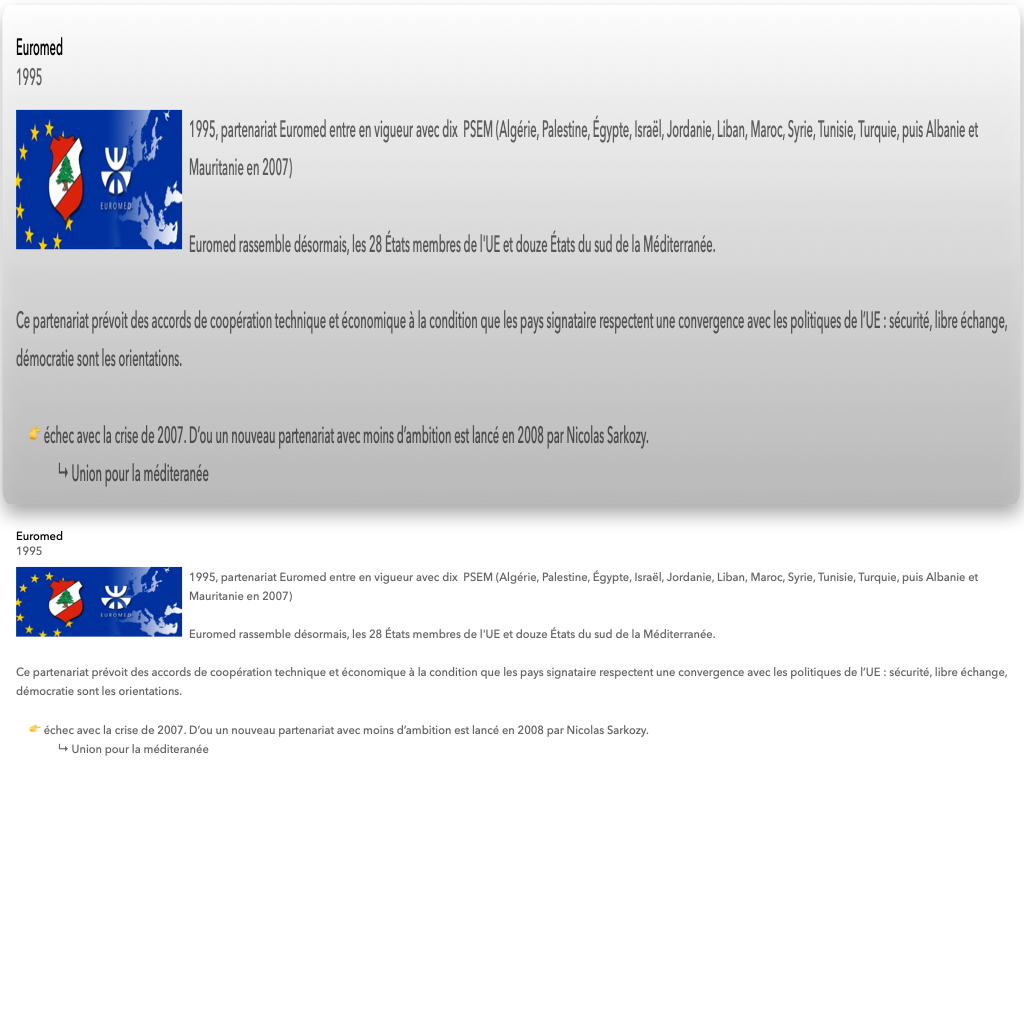 Euromed
1995
EUROMED
1995, partenariat Euromed entre en vigueur avec dix  PSEM (Algérie, Palestine, Égypte, Israël, Jordanie, Liban, Maroc, Syrie, Tunisie, Turquie, puis Albanie et
Mauritanie en 2007)
Euromed rassemble désormais, les 28 États membres de l'UE et douze États du sud de la Méditerranée.
Ce partenariat prévoit des accords de coopération technique et économique à la condition que les pays signataire respectent une convergence avec les politiques de l’UE : sécurité, libre échange,
démocratie sont les orientations.
👉 échec avec la crise de 2007. D’ou un nouveau partenariat avec moins d’ambition est lancé en 2008 par Nicolas Sarkozy.
↳ Union pour la méditeranée
Euromed
1995
EUROMED
1995, partenariat Euromed entre en vigueur avec dix  PSEM (Algérie, Palestine, Égypte, Israël, Jordanie, Liban, Maroc, Syrie, Tunisie, Turquie, puis Albanie et
Mauritanie en 2007)
Euromed rassemble désormais, les 28 États membres de l'UE et douze États du sud de la Méditerranée.
Ce partenariat prévoit des accords de coopération technique et économique à la condition que les pays signataire respectent une convergence avec les politiques de l’UE : sécurité, libre échange,
démocratie sont les orientations.
👉 échec avec la crise de 2007. D’ou un nouveau partenariat avec moins d’ambition est lancé en 2008 par Nicolas Sarkozy.
↳ Union pour la méditeranée